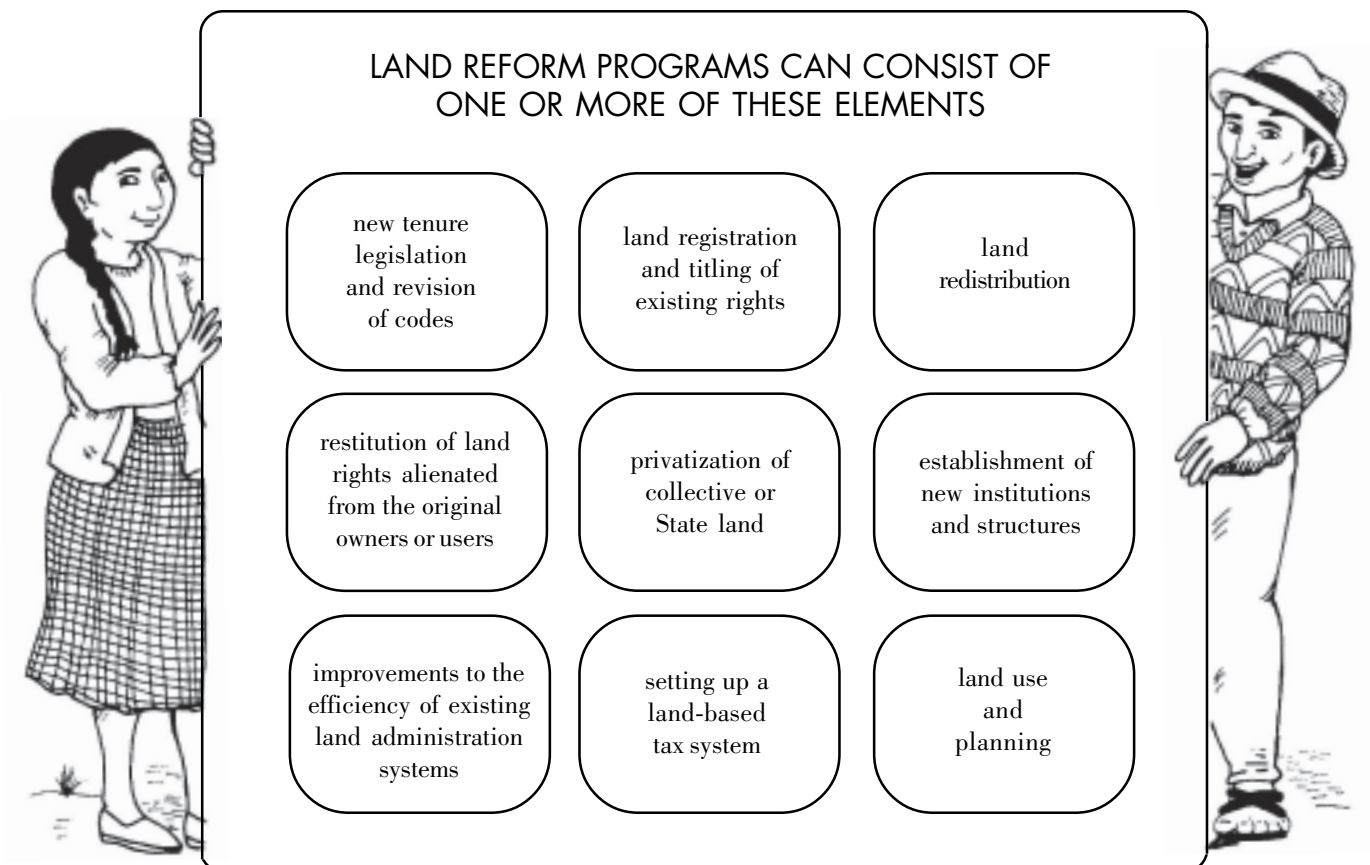 LAND REFORM PROGRAMS CAN CONSIST OF
ONE OR MORE OF THESE ELEMENTS
new tenure
legislation
and revision
of codes
land registration
and titling of
existing rights
land
redistribution
restitution of land
rights alienated
from the original
owners or users
privatization of
collective or
State land
establishment of
new institutions
and structures
improvements to the
efficiency of existing
land administration
systems
setting up a
land-based
tax system
land use
and
planning